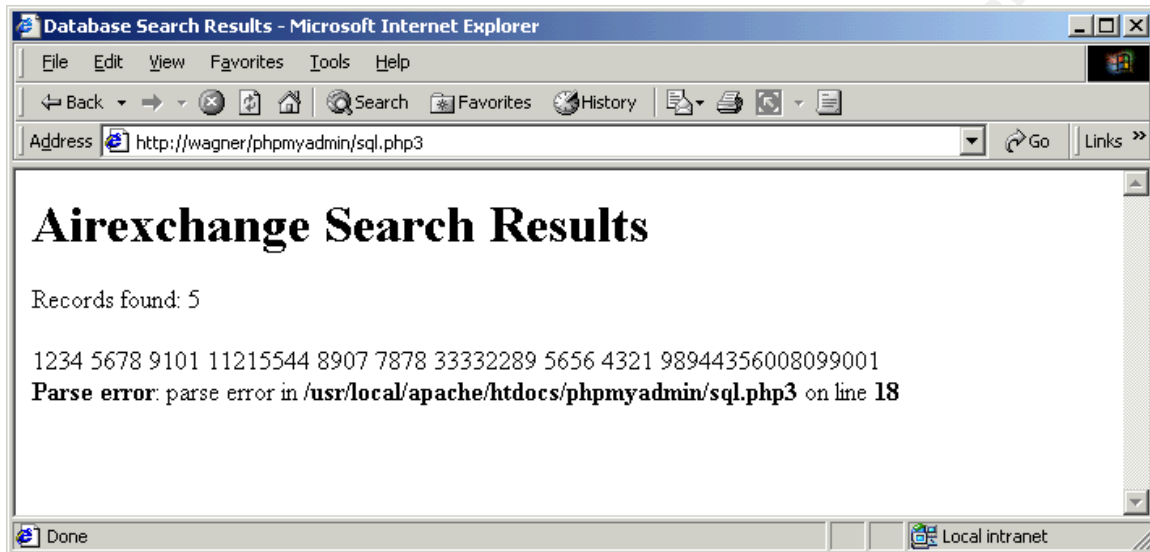 Database Search Results - Microsoft Internet Explorer
File Edit View Favorites Tools Help
Back Search Favorites History
Address http://wagner/phpmyadmin/sql.php3 Go Links »
Airexchange Search Results
Records found: 5
1234 5678 9101 11215544 8907 7878 33332289 5656 4321 98944356008099001
Parse error: parse error in /usr/local/apache/htdocs/phpmyadmin/sql.php3 on line 18
Done Local intranet